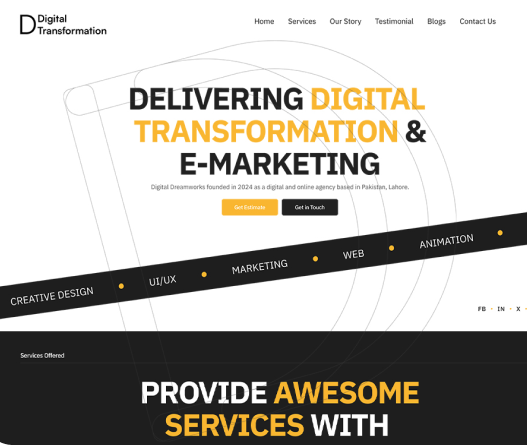 Digital
Transformation
Home Services Our Story Testimonial Blogs Contact Us
DELIVERING DIGITAL
TRANSFORMATION &
E-MARKETING
Digital Dreamworks founded in 2024 as a digital and online agency based in Pakistan, Lahore.
Get Estimate Get in Touch
CREATIVE DESIGN • UI/UX • MARKETING • WEB • ANIMATION •
FB • IN • X •
Services Offered
PROVIDE AWESOME
SERVICES WITH